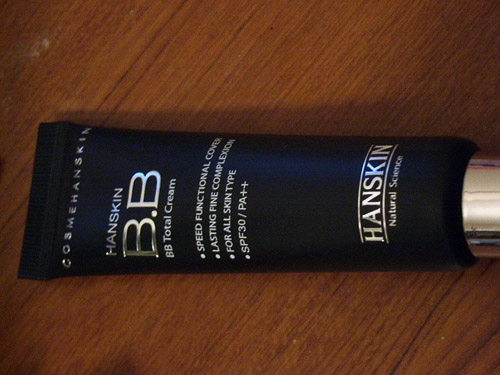 COSMEHANSKIN
HANSKIN
B.B
BB Total Cream
• SPEED FUNCTIONAL COVER
• LASTING FINE COMPLEXION
• FOR ALL SKIN TYPE
• SPF30 / PA++
HANSKIN
Natural Science